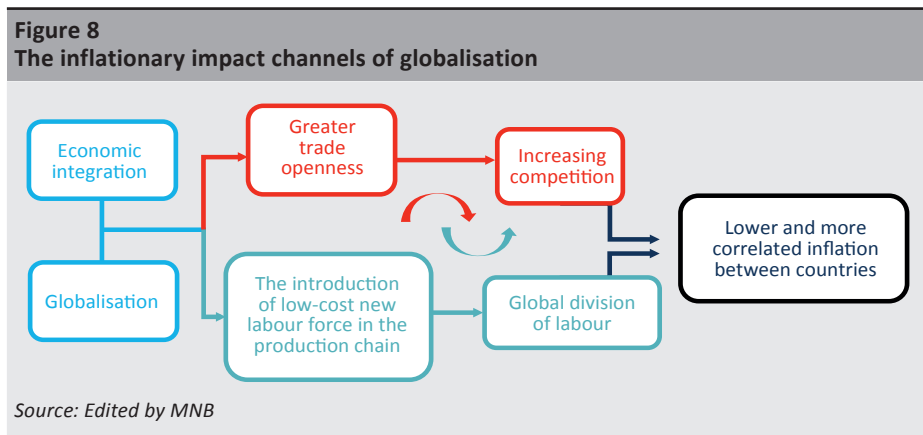 Figure 8
The inflationary impact channels of globalisation
Economic
integration
Globalisation
Greater
trade
openness
Increasing
competition
The introduction
of low-cost new
labour force in the
production chain
Global division
of labour
Lower and more
correlated inflation
between countries
Source: Edited by MNB